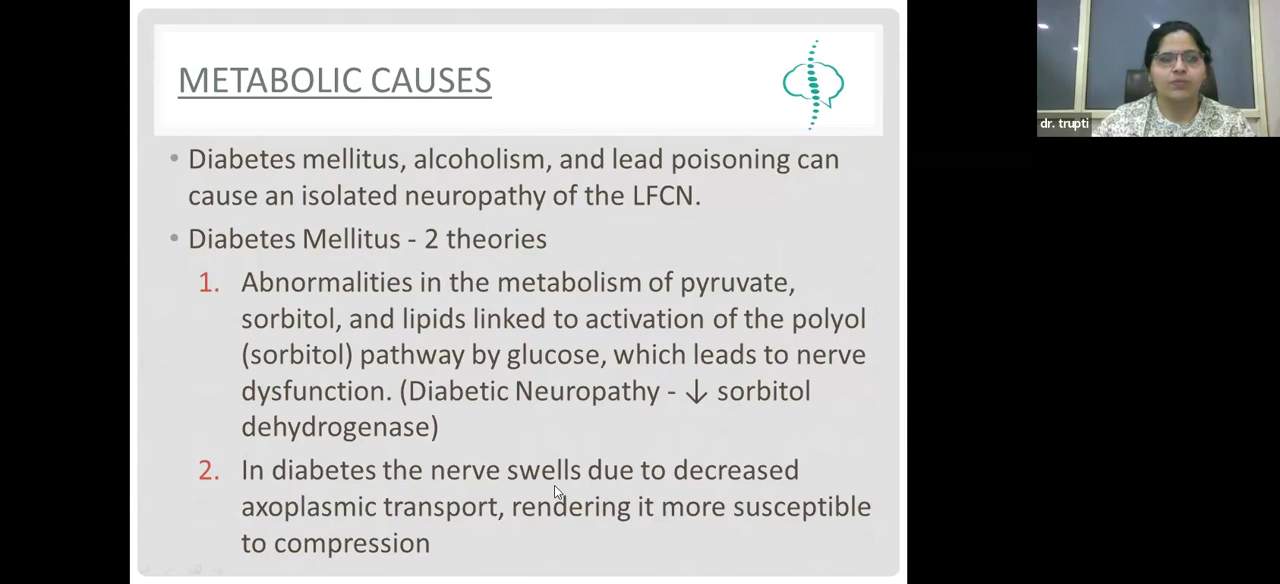 METABOLIC CAUSES
dr. trupti
• Diabetes mellitus, alcoholism, and lead poisoning can
cause an isolated neuropathy of the LFCN.
• Diabetes Mellitus - 2 theories
1. Abnormalities in the metabolism of pyruvate,
sorbitol, and lipids linked to activation of the polyol
(sorbitol) pathway by glucose, which leads to nerve
dysfunction. (Diabetic Neuropathy - ↓ sorbitol
dehydrogenase)
2. In diabetes the nerve swells due to decreased
axoplasmic transport, rendering it more susceptible
to compression